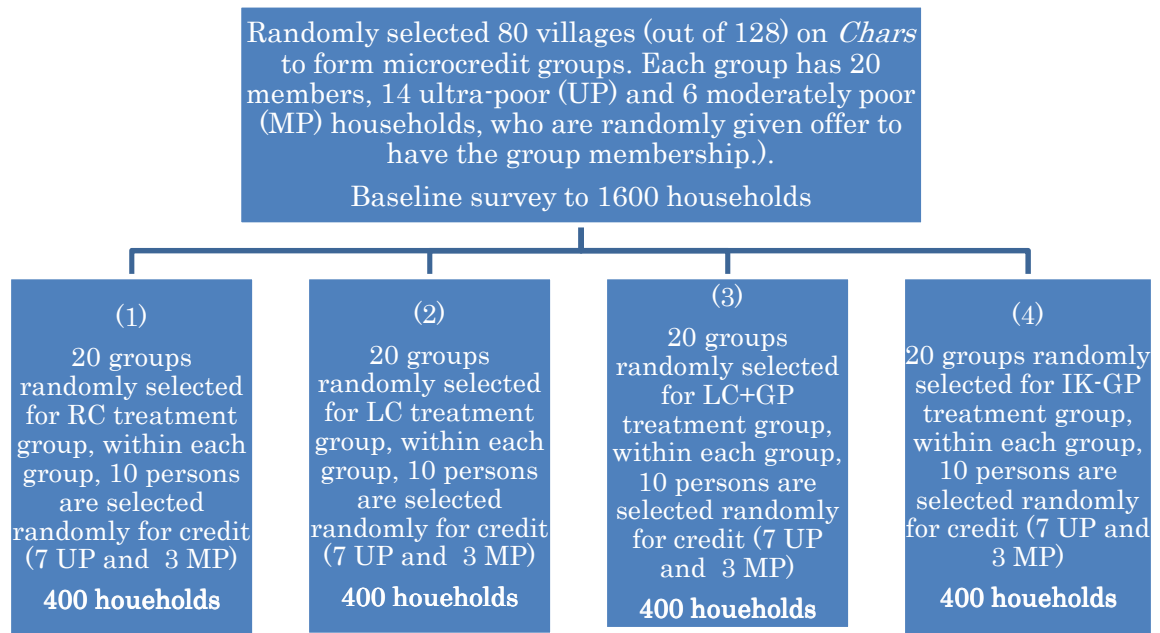 Randomly selected 80 villages (out of 128) on Chars
to form microcredit groups. Each group has 20
members, 14 ultra-poor (UP) and 6 moderately poor
(MP) households, who are randomly given offer to
have the group membership.).
Baseline survey to 1600 households
(1)
20 groups
randomly selected
for RC treatment
group, within each
group, 10 persons
are selected
randomly for credit
(7 UP and 3 MP)
400 houeholds
(2)
20 groups
randomly selected
for LC treatment
group, within each
group, 10 persons
are selected
randomly for credit
(7 UP and 3 MP)
400 houeholds
(3)
20 groups
randomly selected
for LC+GP
treatment group,
within each group,
10 persons are
selected randomly
for credit (7 UP
and 3 MP)
400 houeholds
(4)
20 groups randomly
selected for IK-GP
treatment group,
within each group,
10 persons are
selected randomly
for credit (7 UP and
3 MP)
400 houeholds